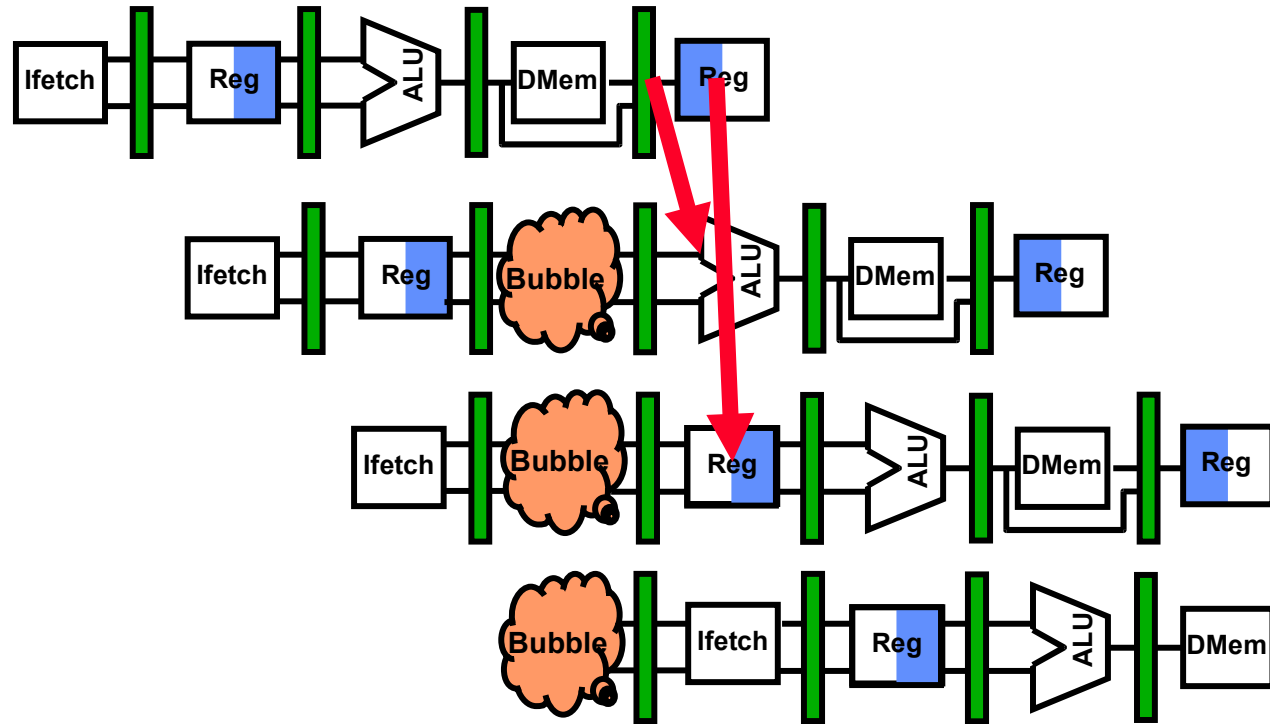 Ifetch
Reg
ALU
DMem
Reg
Ifetch
Reg
Bubble
ALU
DMem
Reg
Ifetch
Bubble
Reg
ALU
DMem
Reg
Bubble
Ifetch
Reg
ALU
DMem